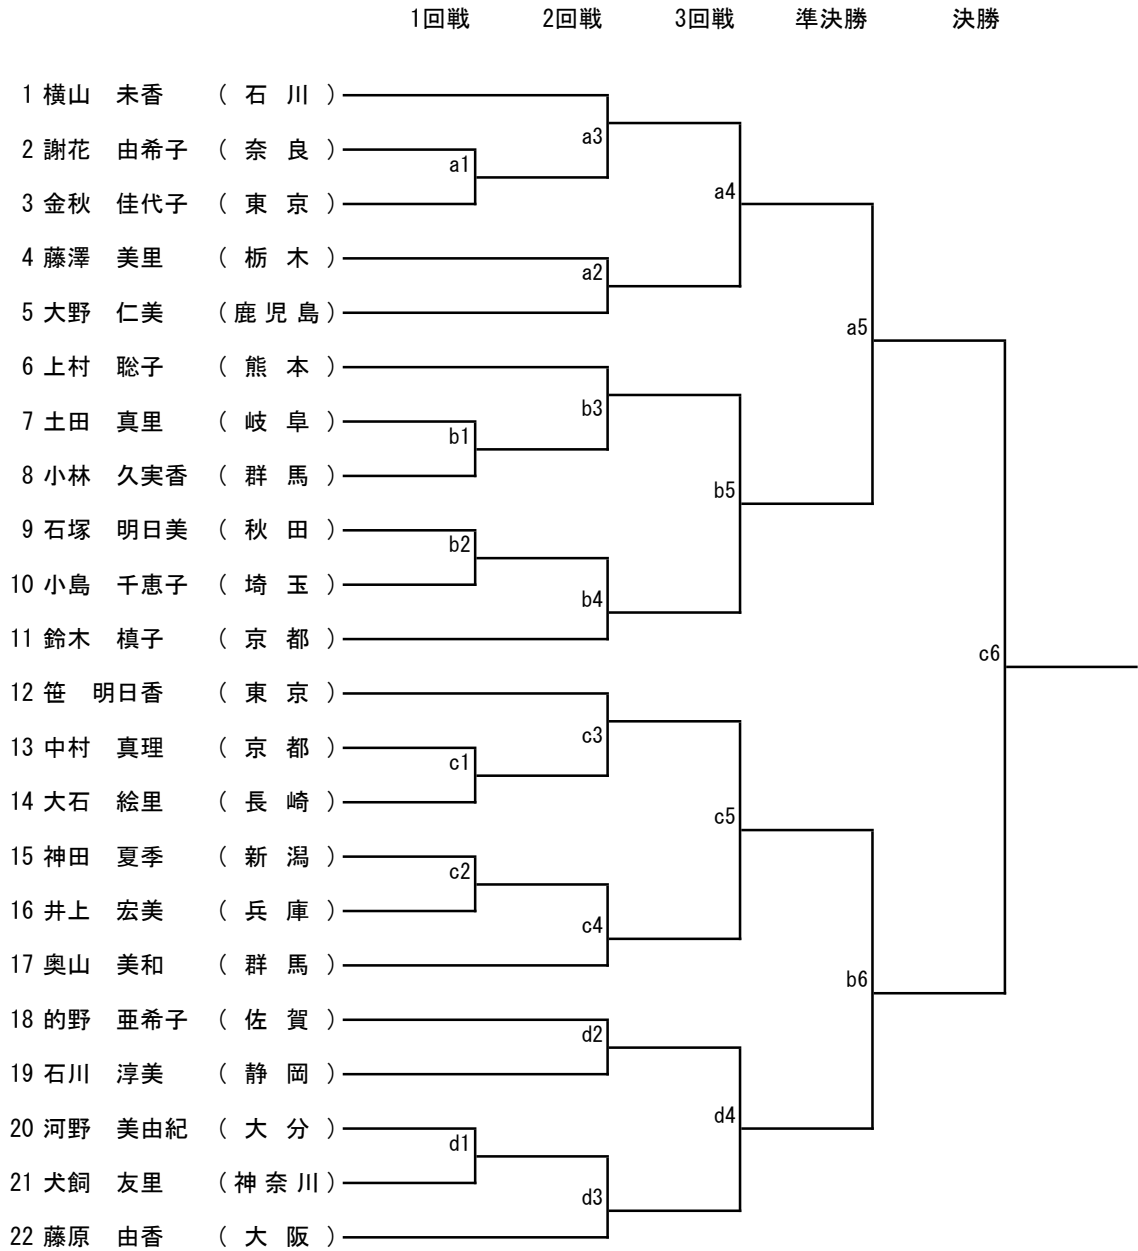 1回戦 2回戦 3回戦 準決勝 決勝
1 横山 未香 ( 石 川 )
a3
2 謝花 由希子 ( 奈 良 )
a1
a4
3 金秋 佳代子 ( 東 京 )
4 藤澤 美里 ( 栃 木 )
a2
5 大野 仁美 ( 鹿 児 島 )
a5
6 上村 聡子 ( 熊 本 )
b3
7 土田 真里 ( 岐 阜 )
b1
8 小林 久実香 ( 群 馬 )
b5
9 石塚 明日美 ( 秋 田 )
b2
10 小島 千恵子 ( 埼 玉 )
b4
11 鈴木 槙子 ( 京 都 )
c6
12 笹 明日香 ( 東 京 )
c3
13 中村 真理 ( 京 都 )
c1
14 大石 絵里 ( 長 崎 )
c5
15 神田 夏季 ( 新 潟 )
c2
16 井上 宏美 ( 兵 庫 )
c4
17 奥山 美和 ( 群 馬 )
b6
18 的野 亜希子 ( 佐 賀 )
d2
19 石川 淳美 ( 静 岡 )
d4
20 河野 美由紀 ( 大 分 )
d1
21 犬飼 友里 ( 神 奈 川 )
d3
22 藤原 由香 ( 大 阪 )